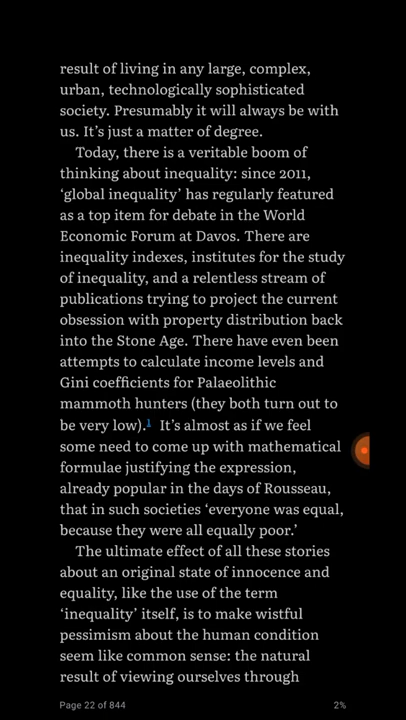 result of living in any large, complex,
urban, technologically sophisticated
society. Presumably it will always be with
us. It’s just a matter of degree.
Today, there is a veritable boom of
thinking about inequality: since 2011,
‘global inequality’ has regularly featured
as a top item for debate in the World
Economic Forum at Davos. There are
inequality indexes, institutes for the study
of inequality, and a relentless stream of
publications trying to project the current
obsession with property distribution back
into the Stone Age. There have even been
attempts to calculate income levels and
Gini coefficients for Palaeolithic
mammoth hunters (they both turn out to
be very low).1 It’s almost as if we feel
some need to come up with mathematical
formulae justifying the expression,
already popular in the days of Rousseau,
that in such societies ‘everyone was equal,
because they were all equally poor.’
The ultimate effect of all these stories
about an original state of innocence and
equality, like the use of the term
‘inequality’ itself, is to make wistful
pessimism about the human condition
seem like common sense: the natural
result of viewing ourselves through
Page 22 of 844 2%